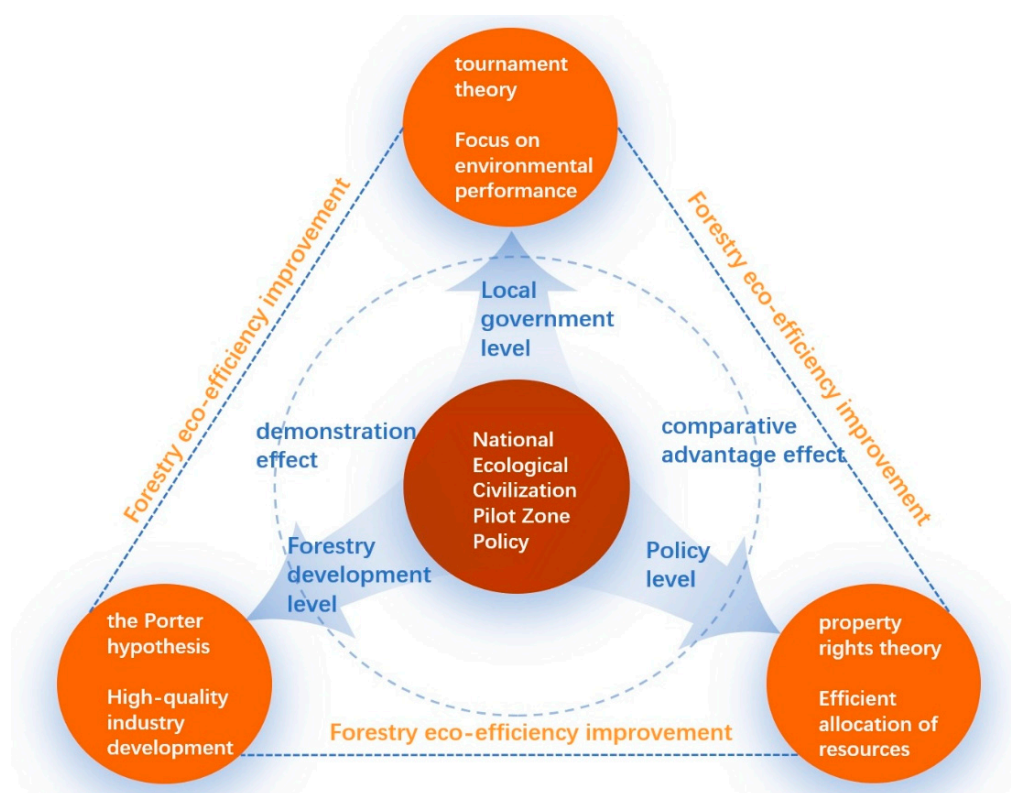 tournament
theory
Focus on
environmental
performance
Forestry eco-efficiency improvement
Forestry eco-efficiency improvement
Local
government
level
demonstration
effect
comparative
advantage effect
National
Ecological
Civilization
Pilot Zone
Policy
Forestry
development
level
Policy
level
the Porter
hypothesis
High-quality
industry
development
property
rights theory
Efficient
allocation of
resources
Forestry eco-efficiency improvement